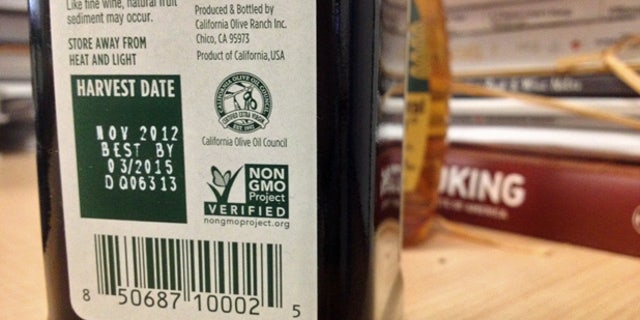 Like fine wine, natural fruit
sediment may occur.
STORE AWAY FROM
HEAT AND LIGHT
HARVEST DATE
NOV 2012
BEST BY
03/2015
DQ06313
Produced & Bottled by
California Olive Ranch Inc.
Chico, CA 95973
Product of California, USA
CALIFORNIA OLIVE OIL COUNCIL
CERTIFIED EXTRA VIRGIN
California Olive Oil Council
NON
GMO
Project
VERIFIED
nongmoproject.org
8 50687 10002 5
OKING
OF AMERICA